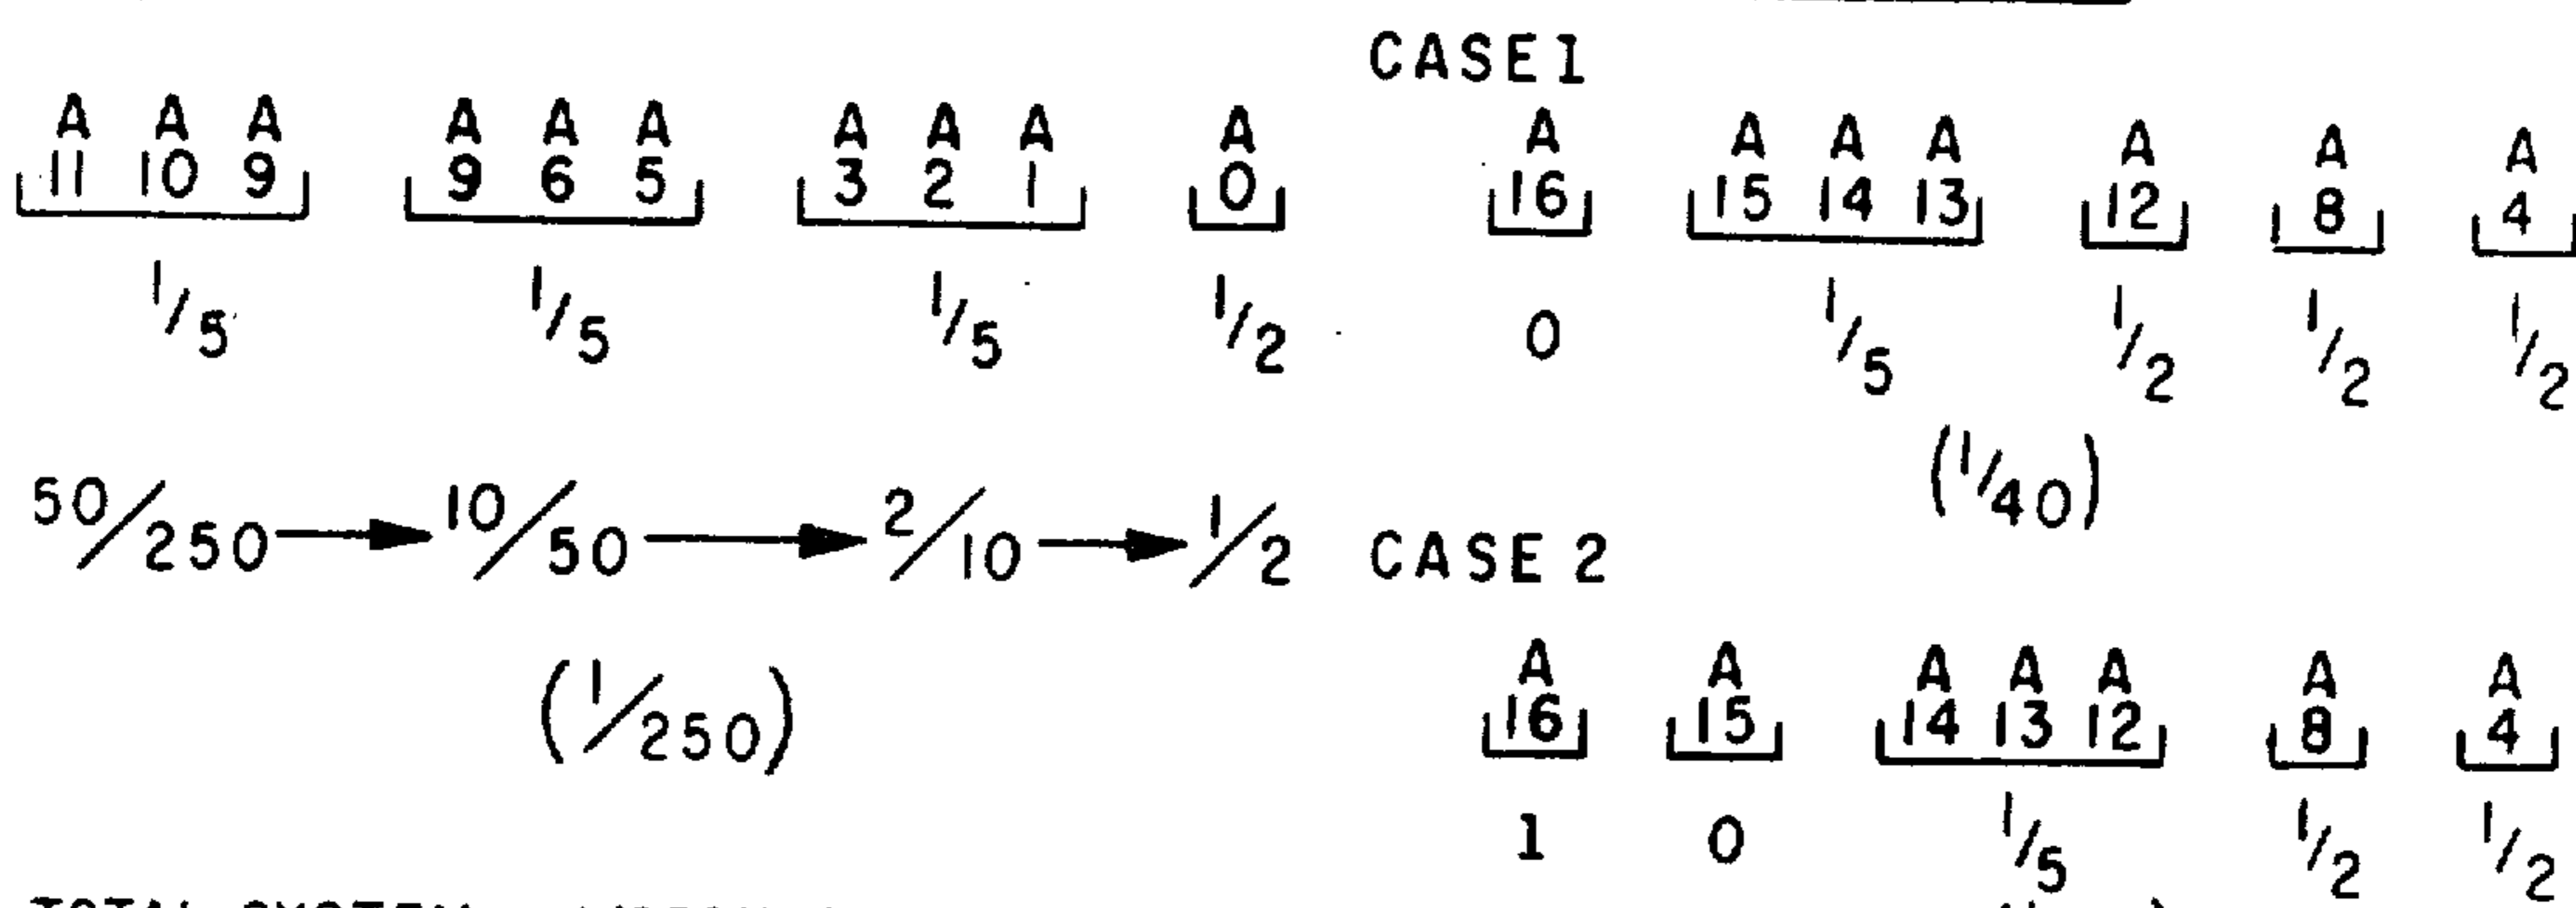 CASE 1
A A A A A A A A A A
11 10 9 9 6 5 3 2 1 0
1/5 1/5 1/5 1/2
50/250 10/50 2/10 1/2
(1/250)
A A A A A A A
16 15 14 13 12 8 4
0 1/5 1/2 1/2 1/2
(1/40)
CASE 2
A A A A A A A
16 15 14 13 12 8 4
1 0 1/5 1/2 1/2
TOTAL SYSTEM